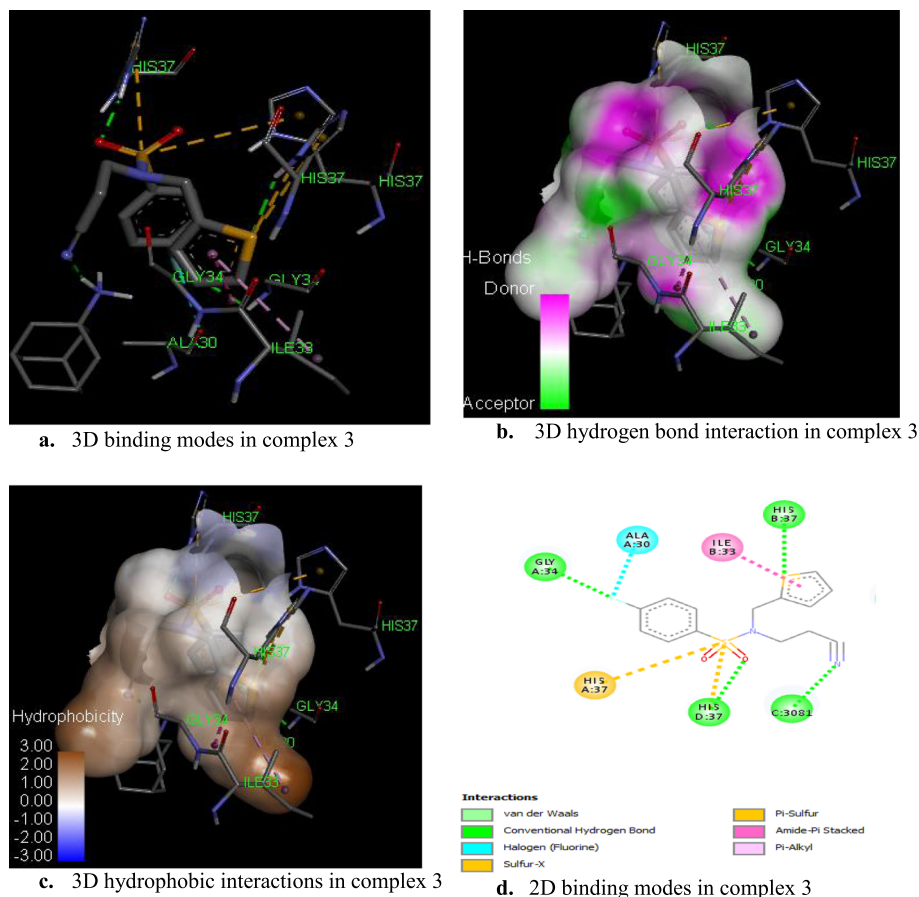 HIS37
HIS37
HIS37
GLY34
GLY34
ALA30
ILE33
a. 3D binding modes in complex 3
HIS37
HIS37
HIS37
GLY34
GLY34
H-Bonds
Donor
ILE33
Acceptor
b. 3D hydrogen bond interaction in complex 3
HIS37
HIS37
HIS37
GLY34
GLY34
Hydrophobicity
3.00
2.00
1.00
0.00
-1.00
-2.00
-3.00
ILE33
c. 3D hydrophobic interactions in complex 3
HIS
B:37
ALA
A:30
ILE
B:33
GLY
A:34
N
S
O
O
N
HIS
A:37
HIS
D:37
C:3081
Interactions
van der Waals
Conventional Hydrogen Bond
Halogen (Fluorine)
Sulfur-X
Pi-Sulfur
Amide-Pi Stacked
Pi-Alkyl
d. 2D binding modes in complex 3